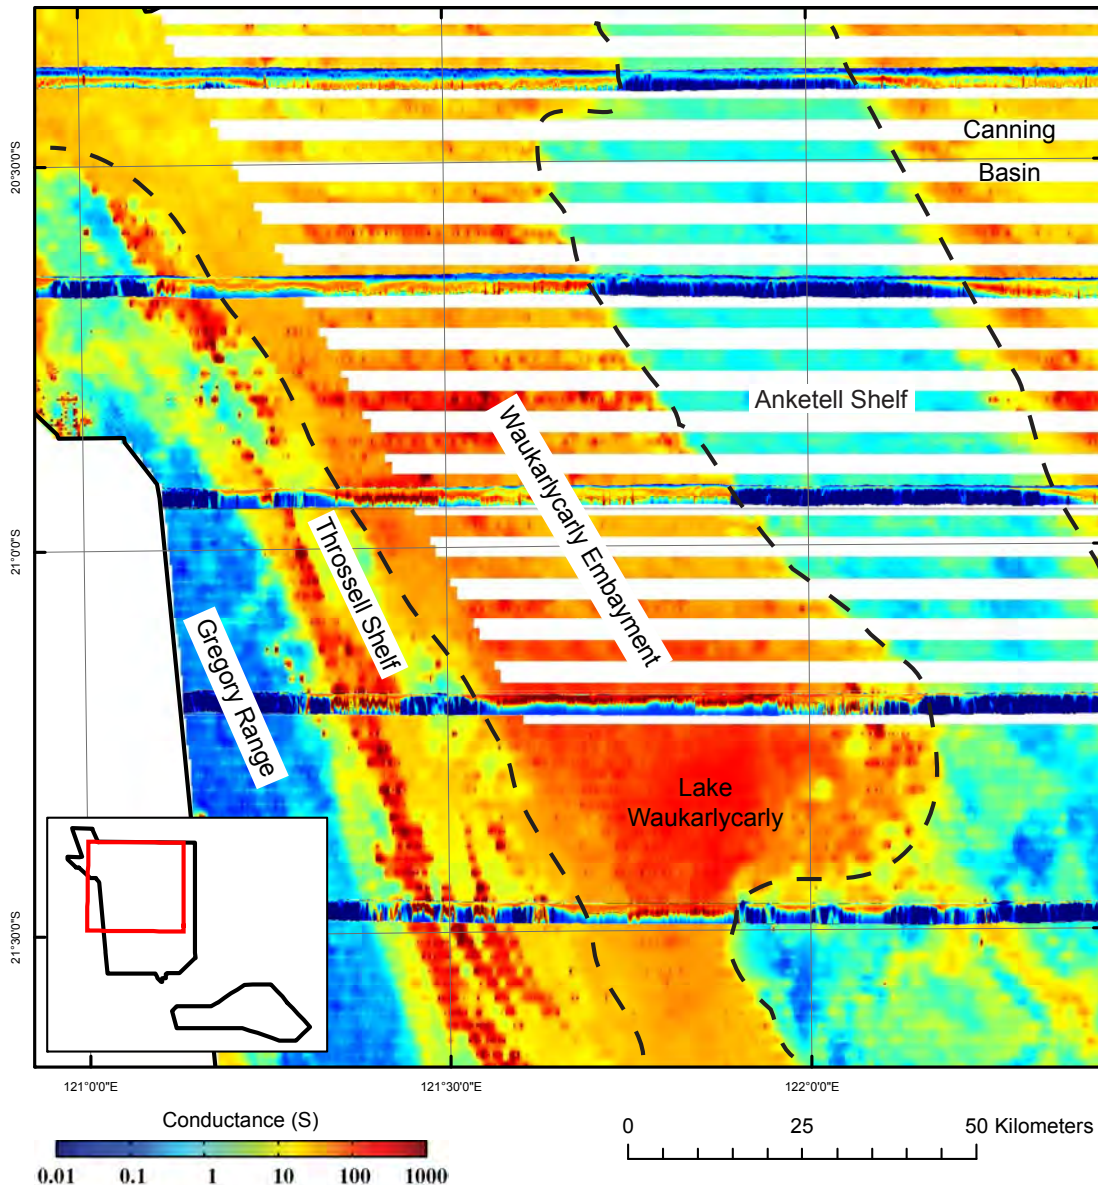 Canning
Basin
20°30'0"S
Anketell Shelf
Waukarlycarly Embayment
21°0'0"S
Throssell Shelf
Gregory Range
Lake
Waukarlycarly
21°30'0"S
121°0'0"E
121°30'0"E
122°0'0"E
Conductance (S)
0.01 0.1 1 10 100 1000
0 25 50 Kilometers